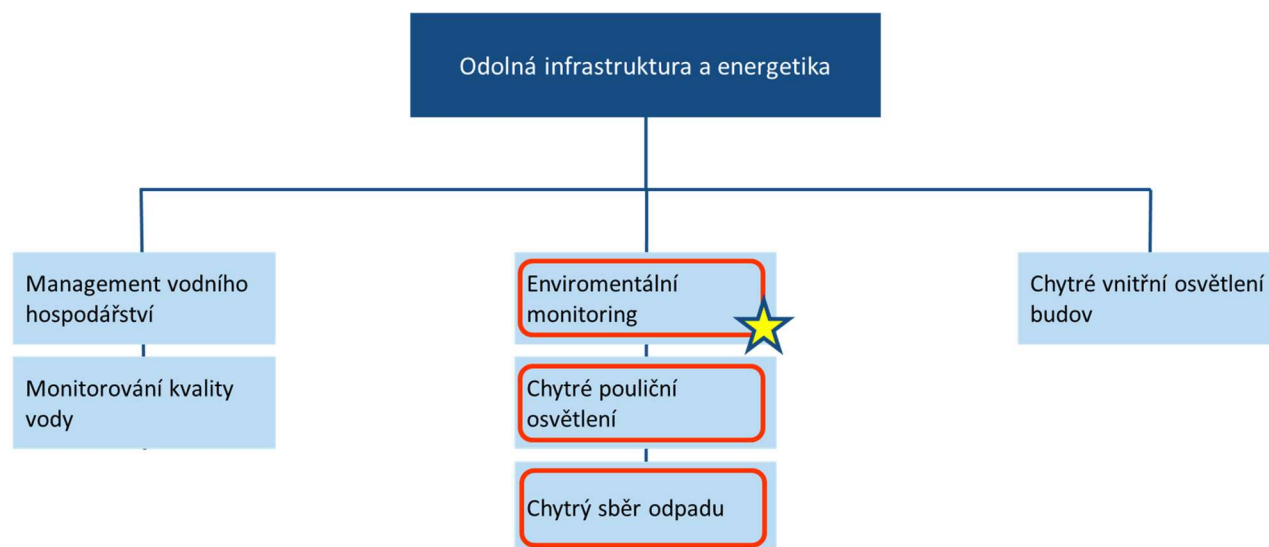 Odolná infrastruktura a energetika
Management vodního
hospodářství
Enviromentální
monitoring
Chytré vnitřní osvětlení
budov
Monitorování kvality
vody
Chytré pouliční
osvětlení
Chytrý sběr odpadu